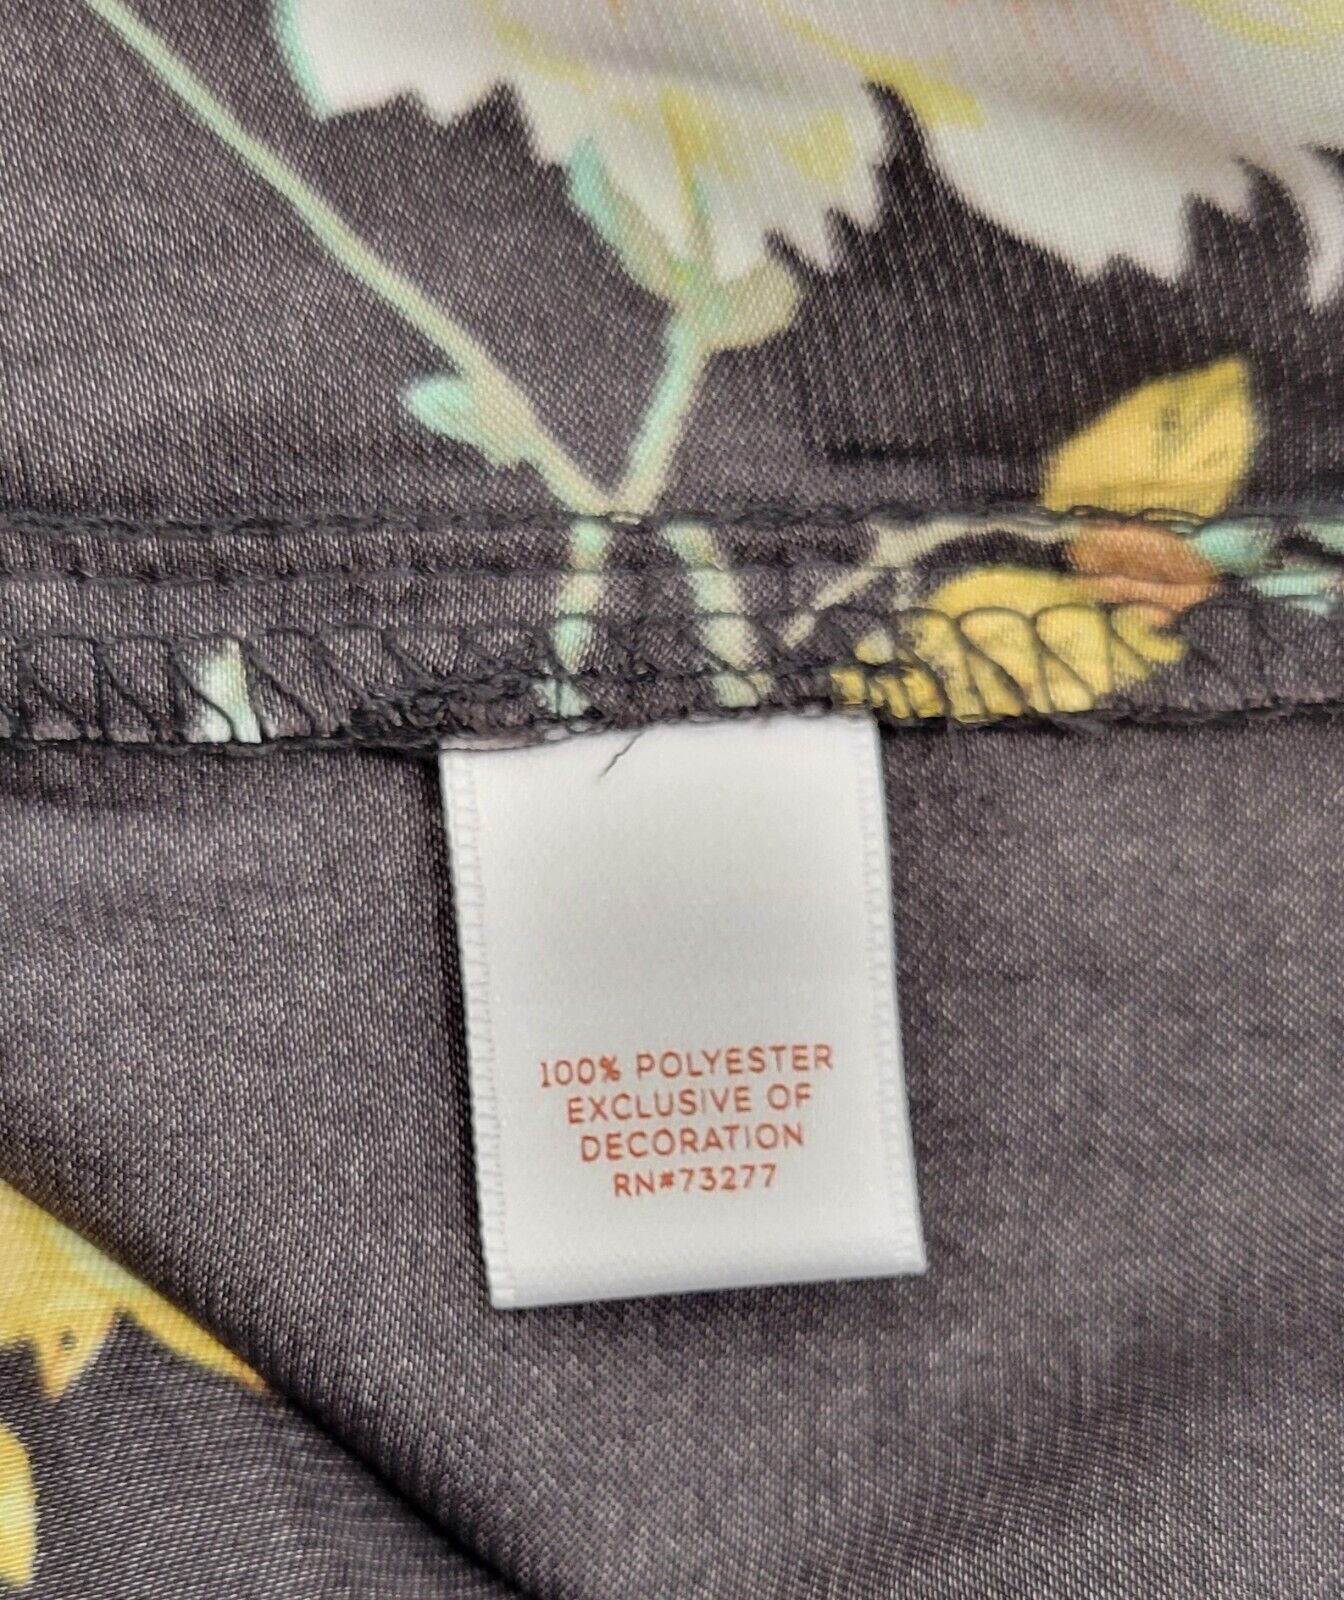 100% POLYESTER
EXCLUSIVE OF
DECORATION
RN#73277